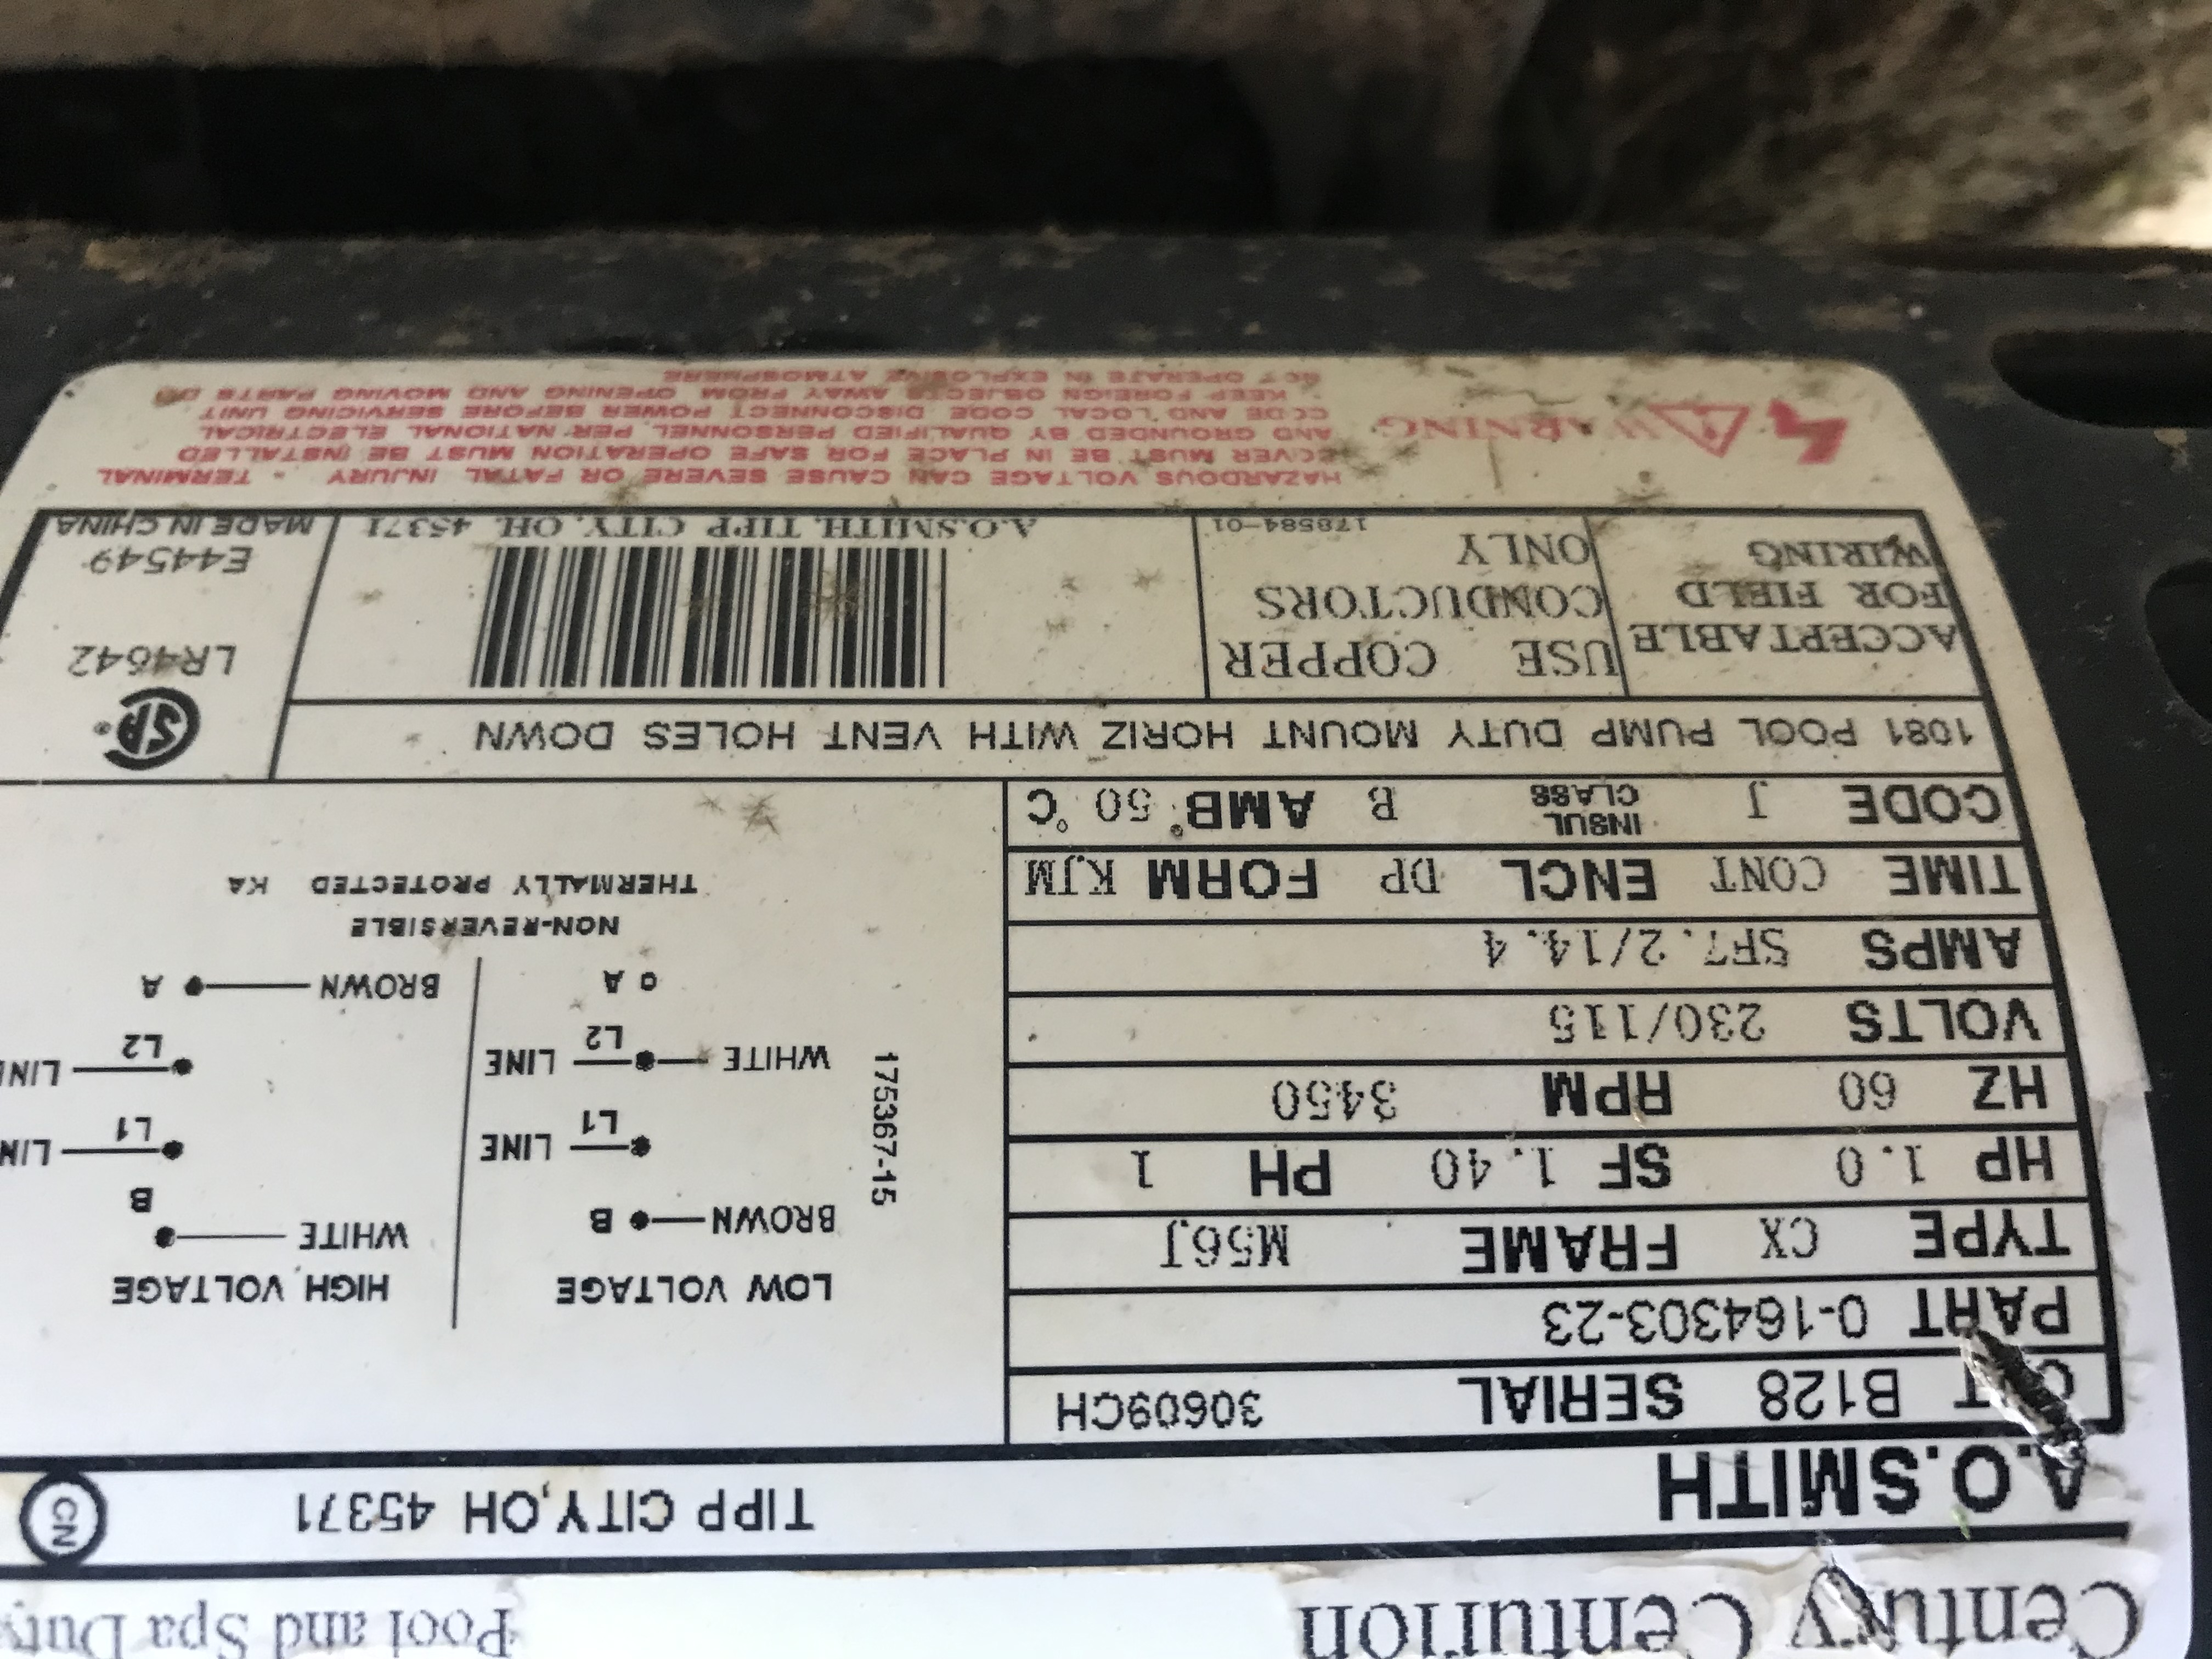 Century Centurion Pool and Spa Duty
A.O.SMITH TIPP CITY,OH 45371 CN
B128 SERIAL 30609CH
PART 0-164303-23
TYPE CX FRAME M56J
HP 1.0 SF 1.40 PH 1
HZ 60 RPM 3450
VOLTS 230/115
AMPS SF7.2/14.4
TIME CONT ENCL DP FORM KJM
CODE J INSUL CLASS B AMB. 50 °C
LOW VOLTAGE
BROWN B
L1 LINE
WHITE L2 LINE
A
175367-15
HIGH VOLTAGE
WHITE B
L1
L2
BROWN A
NON-REVERSIBLE
THERMALLY PROTECTED KA
1081 POOL PUMP DUTY MOUNT HORIZ WITH VENT HOLES DOWN
ACCEPTABLE
FOR FIELD
WIRING
USE COPPER
CONDUCTORS
ONLY
178584-01
A.O.SMITH, TIPP CITY, OH, 45371
SA
LR4642
E44549
MADE IN CHINA
WARNING
HAZARDOUS VOLTAGE CAN CAUSE SEVERE OR FATAL INJURY - TERMINAL
COVER MUST BE IN PLACE FOR SAFE OPERATION MUST BE INSTALLED
AND GROUNDED BY QUALIFIED PERSONNEL PER NATIONAL ELECTRICAL
CODE AND LOCAL CODE DISCONNECT POWER BEFORE SERVICING UNIT
- KEEP FOREIGN OBJECTS AWAY FROM OPENING AND MOVING PARTS DO
NOT OPERATE IN EXPLOSIVE ATMOSPHERE